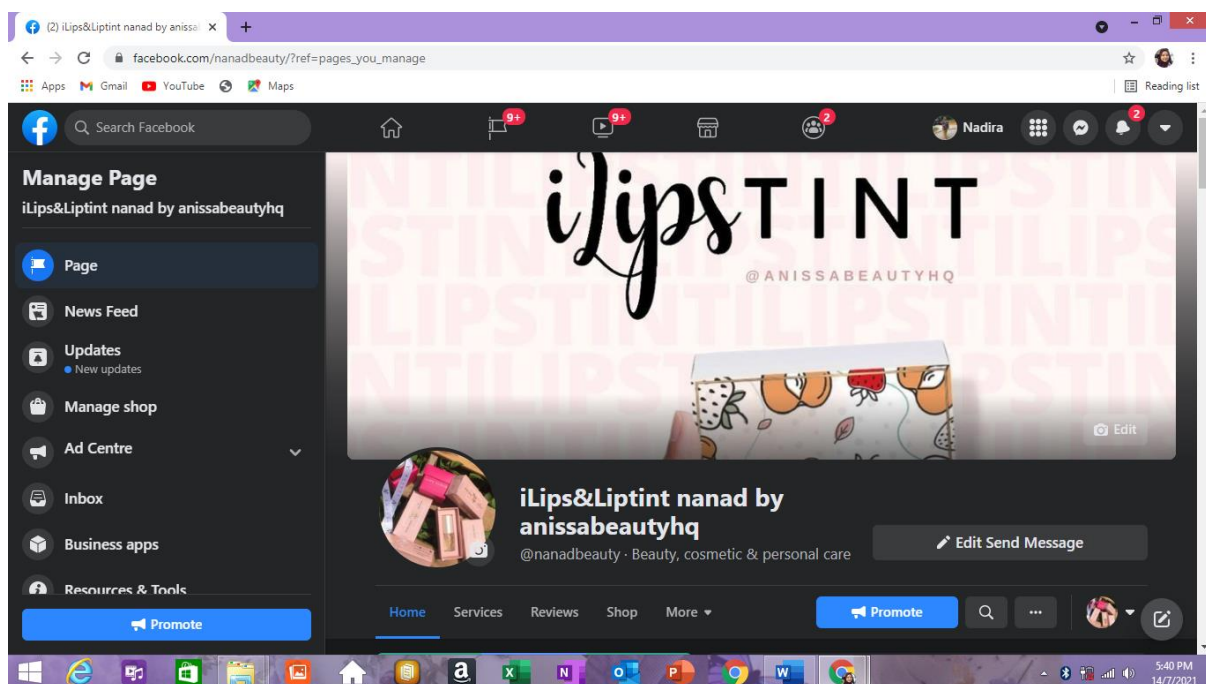 (2) iLips&Liptint nanad by anissa
facebook.com/nanadbeauty/?ref=pages_you_manage
Apps Gmail YouTube Maps Reading list
Search Facebook 9+ 9+ 2 Nadira 2
Manage Page
iLips&Liptint nanad by anissabeautyhq
Page
News Feed
Updates
New updates
Manage shop
Ad Centre
Inbox
Business apps
Resources & Tools
Promote
iLips TINT
@ANISSABEAUTYHQ
Edit
iLips&Liptint nanad by
anissabeautyhq
@nanadbeauty · Beauty, cosmetic & personal care
Edit Send Message
Home Services Reviews Shop More Promote
5:40 PM
14/7/2021